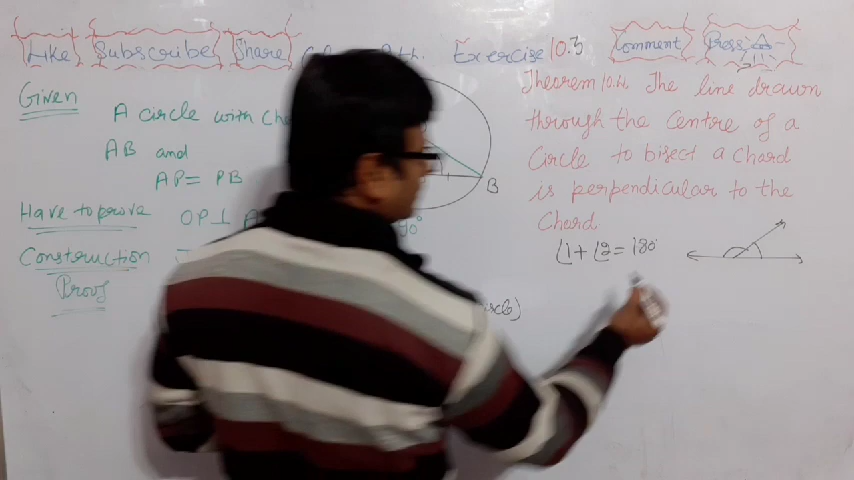 Like Subscribe Share
Exercise 10.3
Comment Press
Given A circle with
AB and
AP = PB
Have to prove OP⊥
Construction
Proof
B
90°
Theorem 10.4 The line drawn
through the Centre of a
Circle to bisect a chord
is perpendicular to the
Chord
∠1 + ∠2 = 180°